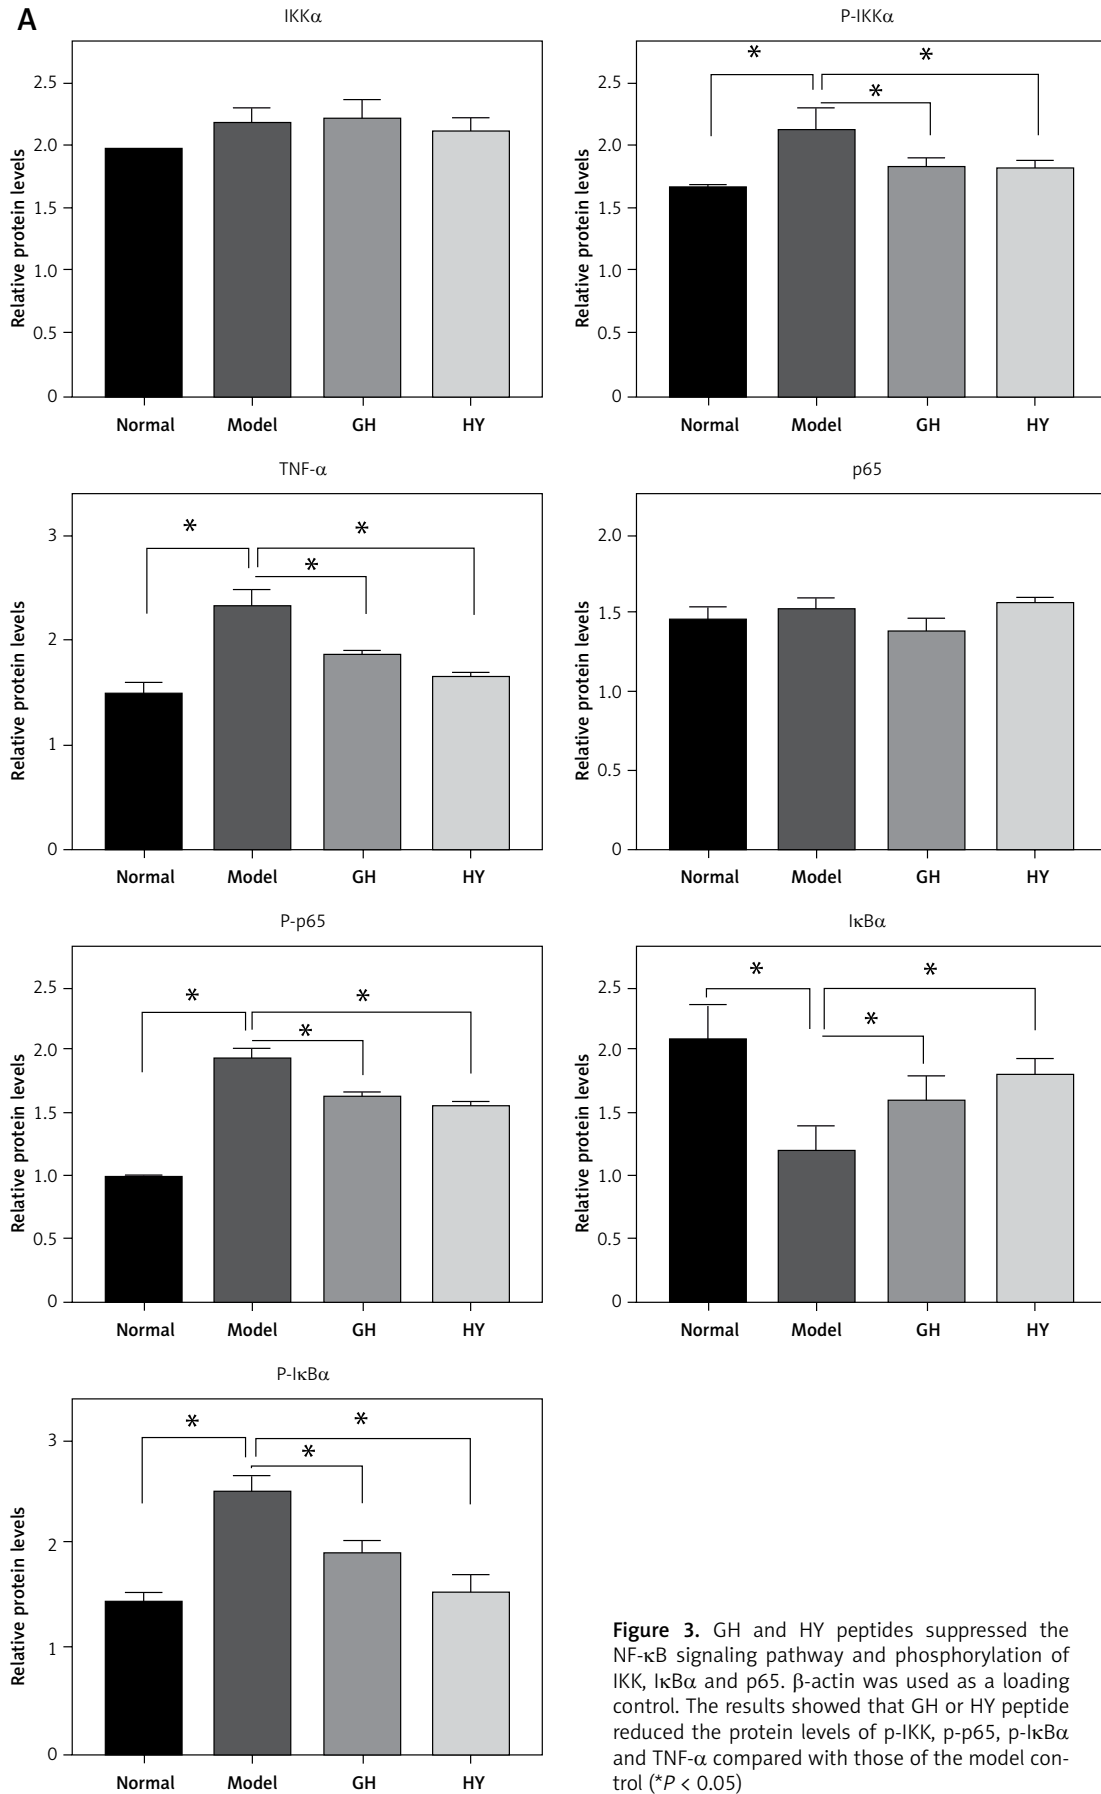 A
IKKα
Relative protein levels
2.5
2.0
1.5
1.0
0.5
0
Normal Model GH HY
P-IKKα
Relative protein levels
2.5
2.0
1.5
1.0
0.5
0
* * *
Normal Model GH HY
TNF-α
Relative protein levels
3
2
1
0
* * *
Normal Model GH HY
p65
Relative protein levels
2.0
1.5
1.0
0.5
0
Normal Model GH HY
P-p65
Relative protein levels
2.5
2.0
1.5
1.0
0.5
0
* * *
Normal Model GH HY
IκBα
Relative protein levels
2.5
2.0
1.5
1.0
0.5
0
* * *
Normal Model GH HY
P-IκBα
Relative protein levels
3
2
1
0
* * *
Normal Model GH HY
Figure 3. GH and HY peptides suppressed the
NF-κB signaling pathway and phosphorylation of
IKK, IκBα and p65. β-actin was used as a loading
control. The results showed that GH or HY peptide
reduced the protein levels of p-IKK, p-p65, p-IκBα
and TNF-α compared with those of the model con-
trol (*P < 0.05)